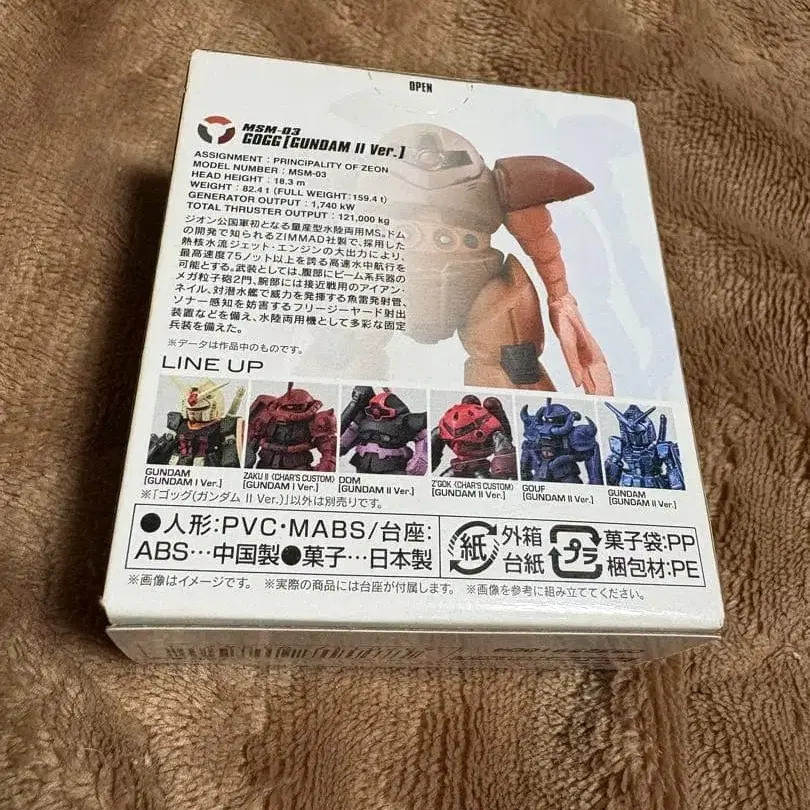 OPEN
MSM-03
GOGG [GUNDAM II Ver.]
ASSIGNMENT : PRINCIPALITY OF ZEON
MODEL NUMBER : MSM-03
HEAD HEIGHT : 18.3 m
WEIGHT : 82.4 t (FULL WEIGHT:159.4 t)
GENERATOR OUTPUT : 1,740 kW
TOTAL THRUSTER OUTPUT : 121,000 kg
ジオン公国軍初となる量産型水陸両用MS。ドム
の開発で知られるZIMMAD社製で、採用した
熱核水流ジェット・エンジンの大出力により、
最高速度75ノット以上を誇る高速水中航行を
可能とする。武装としては、腹部にビーム系兵器の
メガ粒子砲2門、腕部には接近戦用のアイアン・
ネイル、対潜水艦で威力を発揮する魚雷発射管、
ソナー感知を妨害するフリージーヤード射出
装置などを備え、水陸両用機として多彩な固定
兵装を備えた。
※データは作品中のものです。
LINE UP
GUNDAM
[GUNDAM I Ver.]
ZAKU II〈CHAR'S CUSTOM〉
[GUNDAM I Ver.]
DOM
[GUNDAM II Ver.]
Z'GOK〈CHAR'S CUSTOM〉
[GUNDAM II Ver.]
GOUF
[GUNDAM II Ver.]
GUNDAM
[GUNDAM II Ver.]
※「ゴッグ(ガンダム II Ver.)」以外は別売りです。
●人形:PVC・MABS/台座:
ABS…中国製●菓子…日本製
紙
外箱
台紙
プラ
菓子袋:PP
梱包材:PE
※画像はイメージです。 ※実際の商品には台座が付属します。 ※画像を参考に組み立ててください。